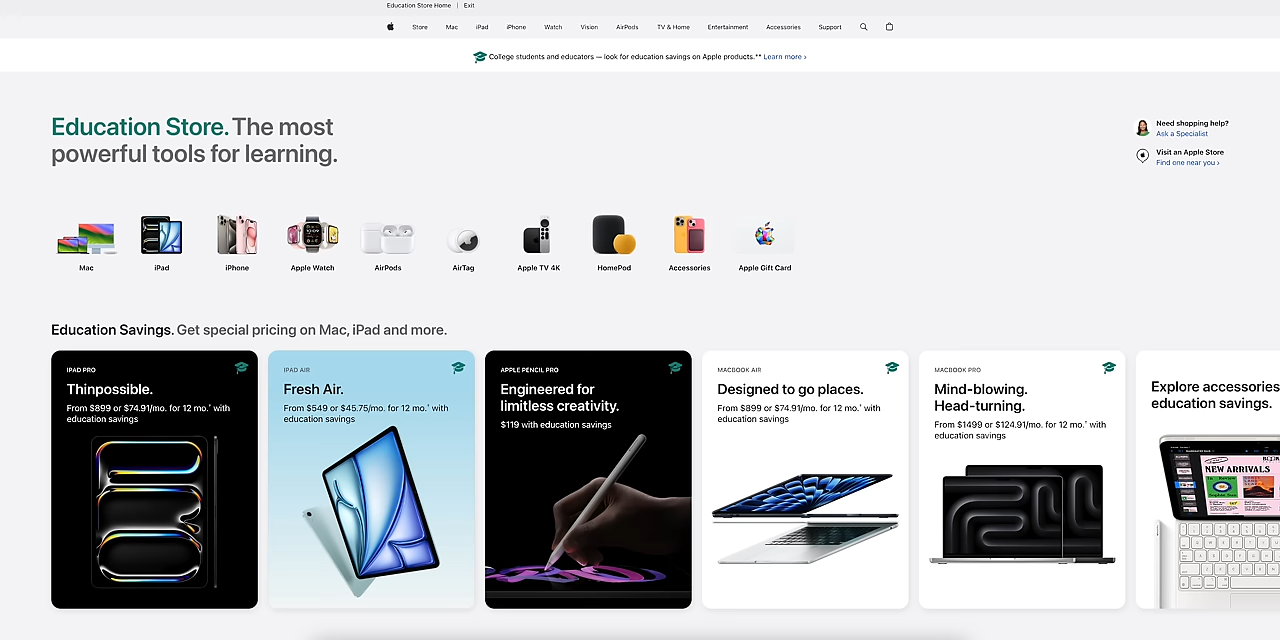 Education Store Home | Exit
Store Mac iPad iPhone Watch Vision AirPods TV & Home Entertainment Accessories Support
College students and educators — look for education savings on Apple products.** Learn more ›
Education Store. The most
powerful tools for learning.
Need shopping help?
Ask a Specialist
Visit an Apple Store
Find one near you ›
Mac iPad iPhone Apple Watch AirPods AirTag Apple TV 4K HomePod Accessories Apple Gift Card
Education Savings. Get special pricing on Mac, iPad and more.
IPAD PRO
Thinpossible.
From $899 or $74.91/mo. for 12 mo.* with
education savings
IPAD AIR
Fresh Air.
From $549 or $45.75/mo. for 12 mo.* with
education savings
APPLE PENCIL PRO
Engineered for
limitless creativity.
$119 with education savings
MACBOOK AIR
Designed to go places.
From $899 or $74.91/mo. for 12 mo.* with
education savings
MACBOOK PRO
Mind-blowing.
Head-turning.
From $1499 or $124.91/mo. for 12 mo.* with
education savings
Explore accessories
education savings.
NEW ARRIVALS